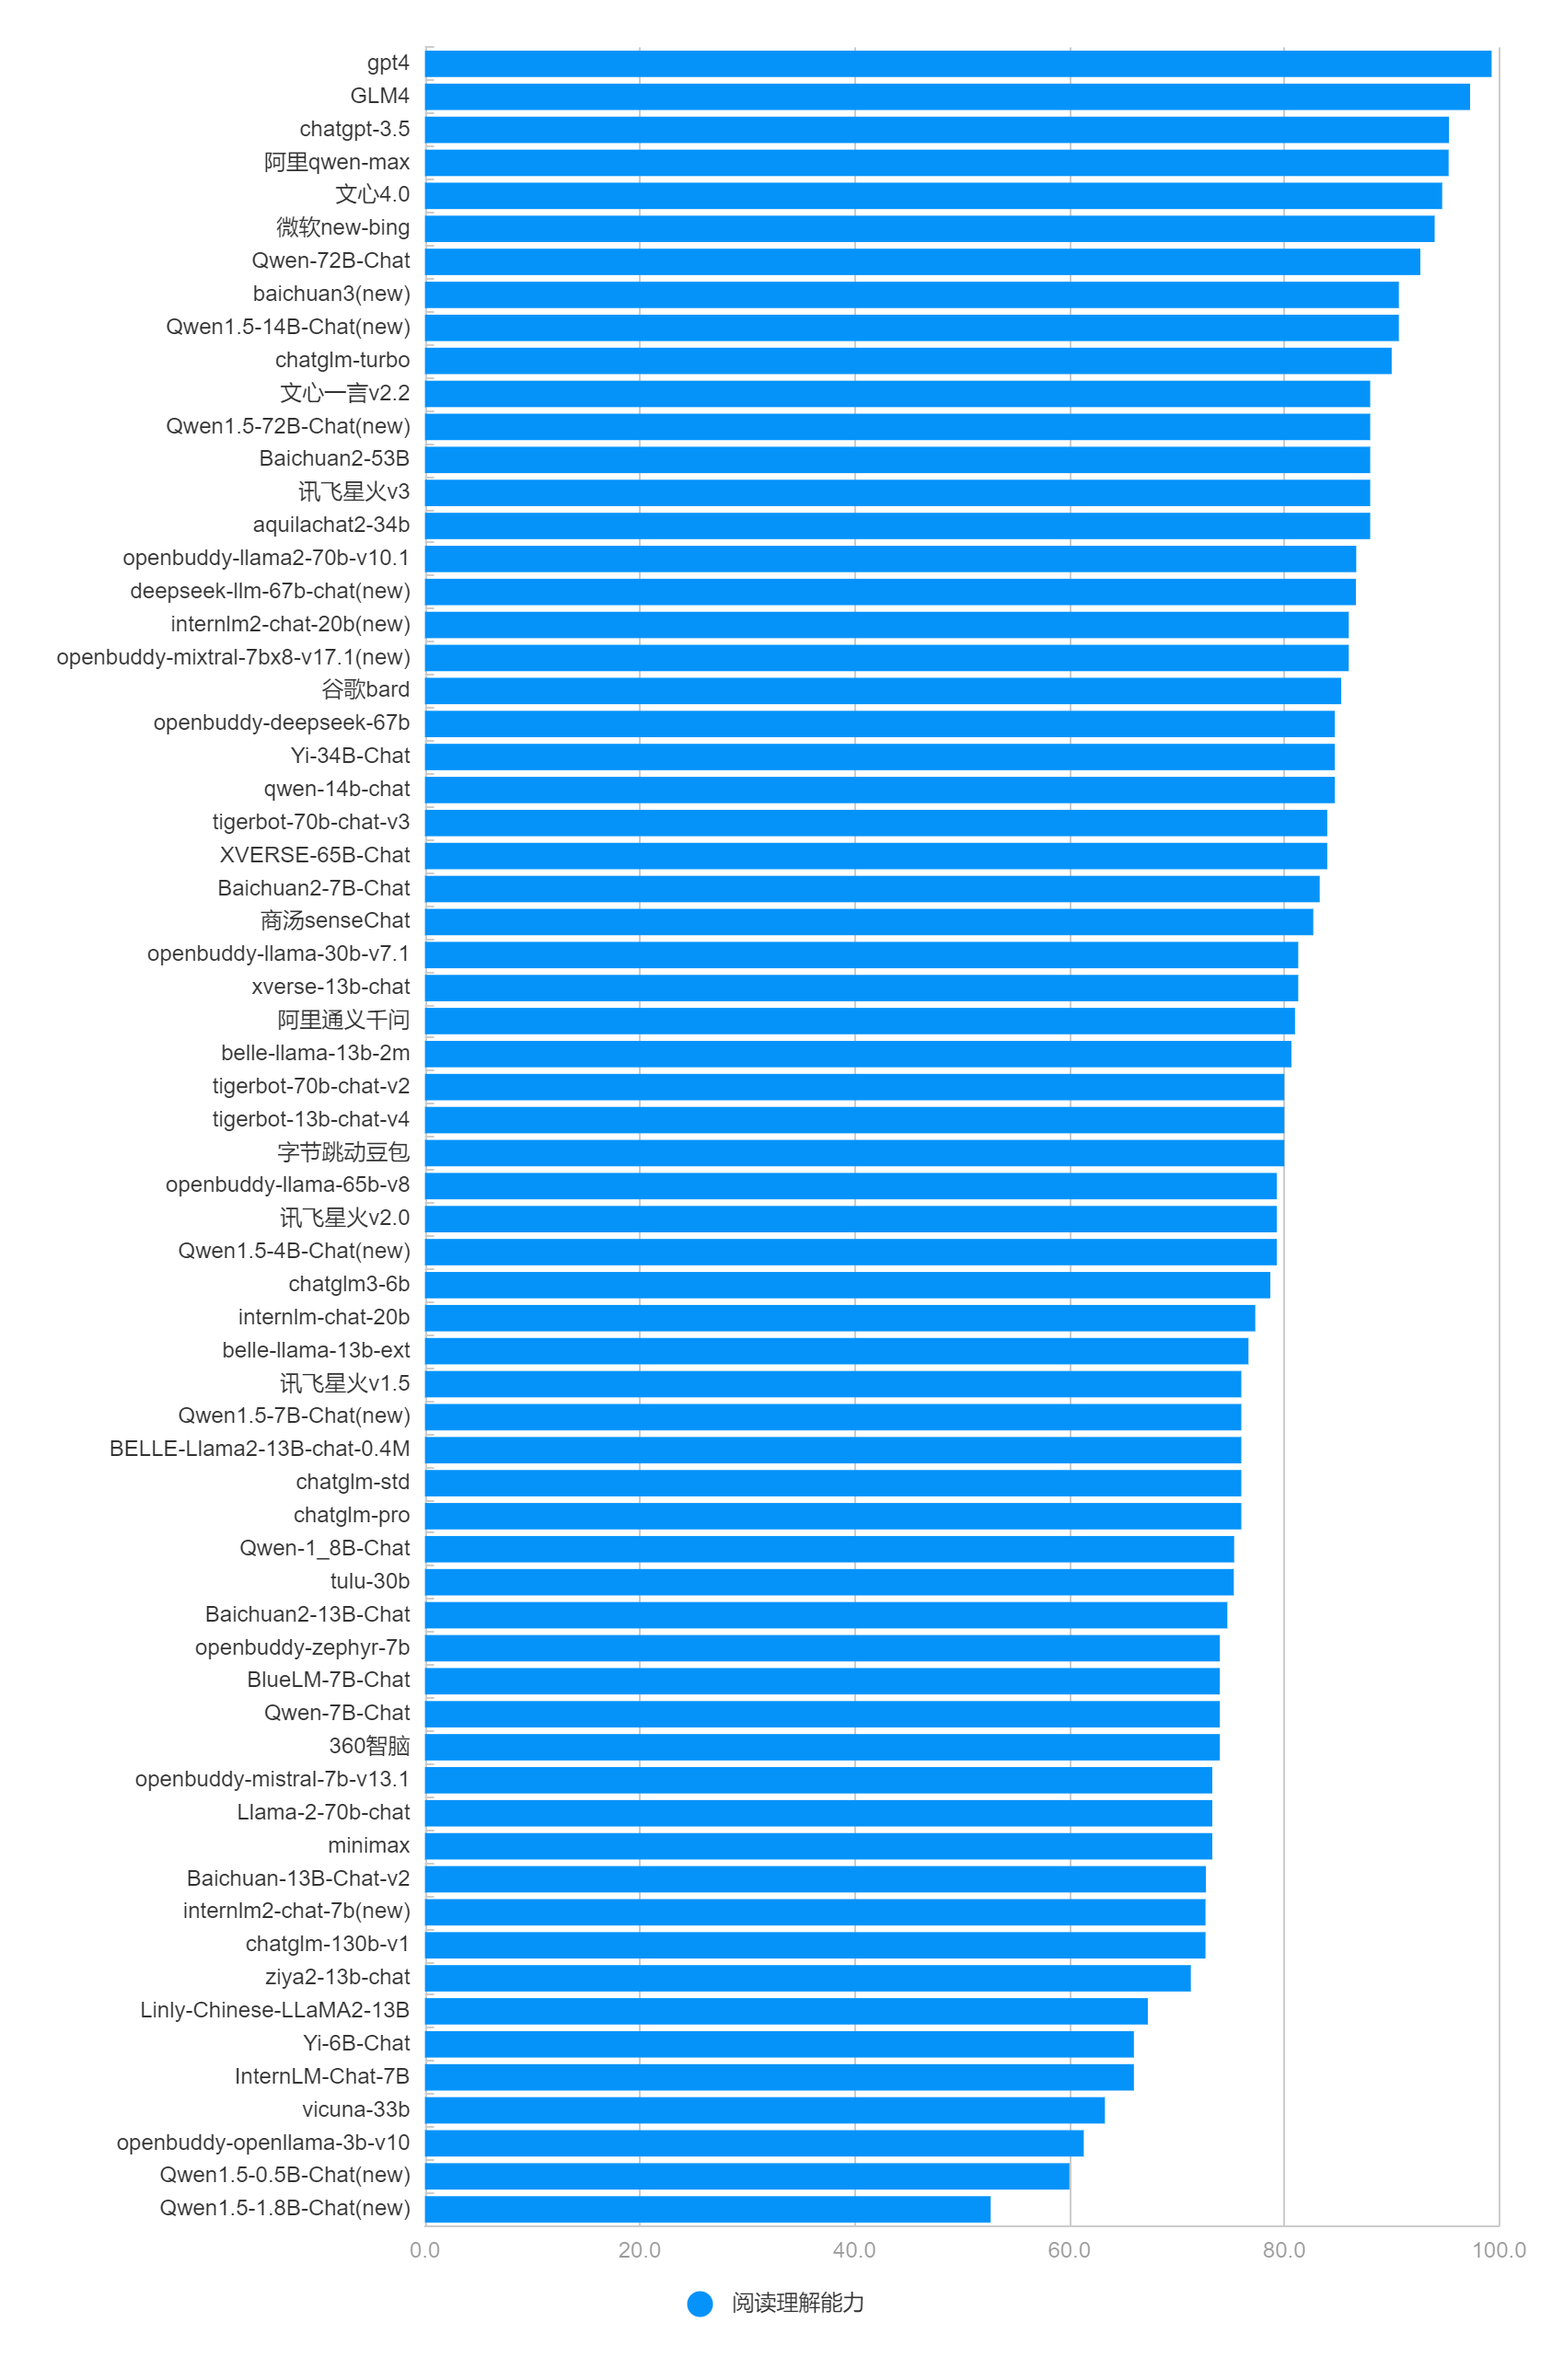 gpt4
GLM4
chatgpt-3.5
阿里qwen-max
文心4.0
微软new-bing
Qwen-72B-Chat
baichuan3(new)
Qwen1.5-14B-Chat(new)
chatglm-turbo
文心一言v2.2
Qwen1.5-72B-Chat(new)
Baichuan2-53B
讯飞星火v3
aquilachat2-34b
openbuddy-llama2-70b-v10.1
deepseek-llm-67b-chat(new)
internlm2-chat-20b(new)
openbuddy-mixtral-7bx8-v17.1(new)
谷歌bard
openbuddy-deepseek-67b
Yi-34B-Chat
qwen-14b-chat
tigerbot-70b-chat-v3
XVERSE-65B-Chat
Baichuan2-7B-Chat
商汤senseChat
openbuddy-llama-30b-v7.1
xverse-13b-chat
阿里通义千问
belle-llama-13b-2m
tigerbot-70b-chat-v2
tigerbot-13b-chat-v4
字节跳动豆包
openbuddy-llama-65b-v8
讯飞星火v2.0
Qwen1.5-4B-Chat(new)
chatglm3-6b
internlm-chat-20b
belle-llama-13b-ext
讯飞星火v1.5
Qwen1.5-7B-Chat(new)
BELLE-Llama2-13B-chat-0.4M
chatglm-std
chatglm-pro
Qwen-1_8B-Chat
tulu-30b
Baichuan2-13B-Chat
openbuddy-zephyr-7b
BlueLM-7B-Chat
Qwen-7B-Chat
360智脑
openbuddy-mistral-7b-v13.1
Llama-2-70b-chat
minimax
Baichuan-13B-Chat-v2
internlm2-chat-7b(new)
chatglm-130b-v1
ziya2-13b-chat
Linly-Chinese-LLaMA2-13B
Yi-6B-Chat
InternLM-Chat-7B
vicuna-33b
openbuddy-openllama-3b-v10
Qwen1.5-0.5B-Chat(new)
Qwen1.5-1.8B-Chat(new)
0.0 20.0 40.0 60.0 80.0 100.0
阅读理解能力